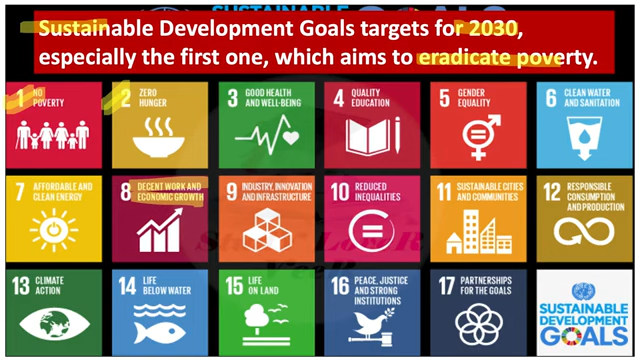 Sustainable Development Goals targets for 2030,
especially the first one, which aims to eradicate poverty.
1 NO
POVERTY
2 ZERO
HUNGER
3 GOOD HEALTH
AND WELL-BEING
4 QUALITY
EDUCATION
5 GENDER
EQUALITY
6 CLEAN WATER
AND SANITATION
7 AFFORDABLE AND
CLEAN ENERGY
8 DECENT WORK AND
ECONOMIC GROWTH
9 INDUSTRY, INNOVATION
AND INFRASTRUCTURE
10 REDUCED
INEQUALITIES
11 SUSTAINABLE CITIES
AND COMMUNITIES
12 RESPONSIBLE
CONSUMPTION
AND PRODUCTION
13 CLIMATE
ACTION
14 LIFE
BELOW WATER
15 LIFE
ON LAND
16 PEACE, JUSTICE
AND STRONG
INSTITUTIONS
17 PARTNERSHIPS
FOR THE GOALS
SUSTAINABLE
DEVELOPMENT
GOALS